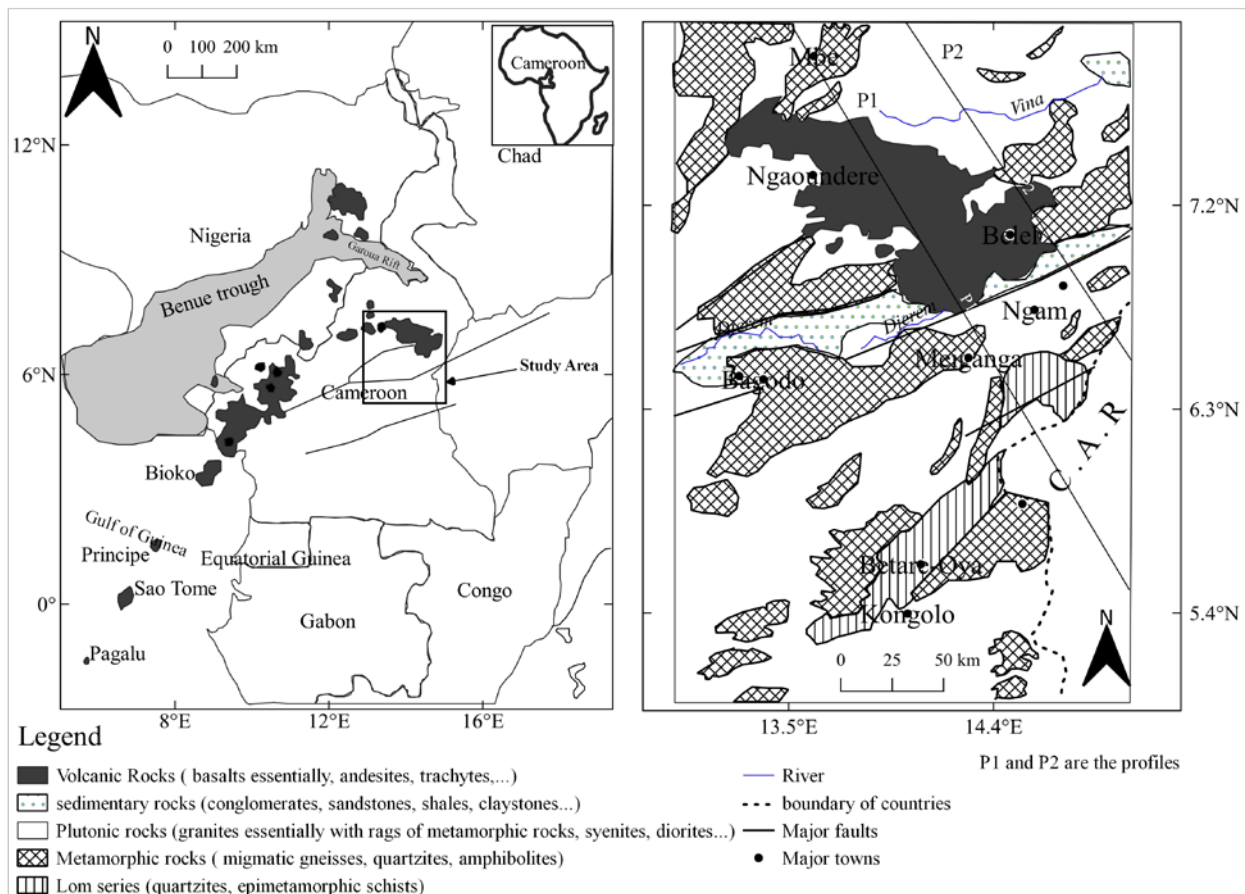 N
0 100 200 km
Cameroon
Chad
12°N
Nigeria
Garoua Rift
Benue trough
6°N
Study Area
Cameroon
Bioko
Gulf of Guinea
Principe
Equatorial Guinea
Sao Tome
Congo
Gabon
0°
Pagalu
8°E
12°E
16°E
Mbe
P2
P1
Vina
Ngaoundere
7.2°N
Belel
Ngam
Djerem
Djerem
Meiganga
Bagodo
6.3°N
C.A.R
Betare-Oya
Kongolo
5.4°N
N
0 25 50 km
13.5°E
14.4°E
P1 and P2 are the profiles
Legend
Volcanic Rocks ( basalts essentially, andesites, trachytes,...)
sedimentary rocks (conglomerates, sandstones, shales, claystones...)
Plutonic rocks (granites essentially with rags of metamorphic rocks, syenites, diorites...)
Metamorphic rocks ( migmatic gneisses, quartzites, amphibolites)
Lom series (quartzites, epimetamorphic schists)
River
boundary of countries
Major faults
Major towns